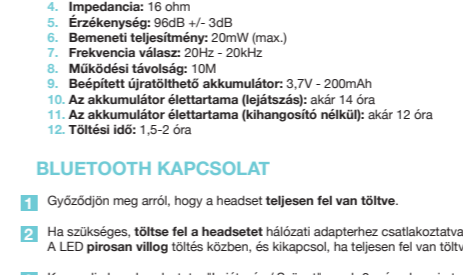 4. Impedancia: 16 ohm
5. Érzékenység: 96dB +/- 3dB
6. Bemeneti teljesítmény: 20mW (max.)
7. Frekvencia válasz: 20Hz - 20kHz
8. Működési távolság: 10M
9. Beépített újratölthető akkumulátor: 3,7V - 200mAh
10. Az akkumulátor élettartama (lejátszás): akár 14 óra
11. Az akkumulátor élettartama (kihangosító nélkül): akár 12 óra
12. Töltési idő: 1,5-2 óra
BLUETOOTH KAPCSOLAT
1 Győződjön meg arról, hogy a headset teljesen fel van töltve.
2 Ha szükséges, töltse fel a headsetet hálózati adapterhez csatlakoztatva
A LED pirosan villog töltés közben, és kikapcsol, ha teljesen fel van töltv